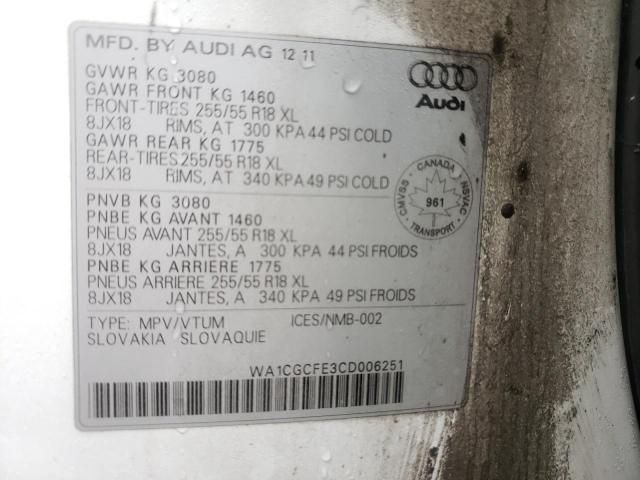 MFD. BY AUDI AG 12 11
Audi
GVWR KG 3080
GAWR FRONT KG 1460
FRONT-TIRES 255/55 R18 XL
8JX18 RIMS, AT 300 KPA 44 PSI COLD
GAWR REAR KG 1775
REAR-TIRES 255/55 R18 XL
8JX18 RIMS, AT 340 KPA 49 PSI COLD
CANADA
CMVSS
NSVAC
961
TRANSPORT
PNVB KG 3080
PNBE KG AVANT 1460
PNEUS AVANT 255/55 R18 XL
8JX18 JANTES, A 300 KPA 44 PSI FROIDS
PNBE KG ARRIERE 1775
PNEUS ARRIERE 255/55 R18 XL
8JX18 JANTES, A 340 KPA 49 PSI FROIDS
TYPE: MPV/VTUM ICES/NMB-002
SLOVAKIA SLOVAQUIE
WA1CGCFE3CD006251